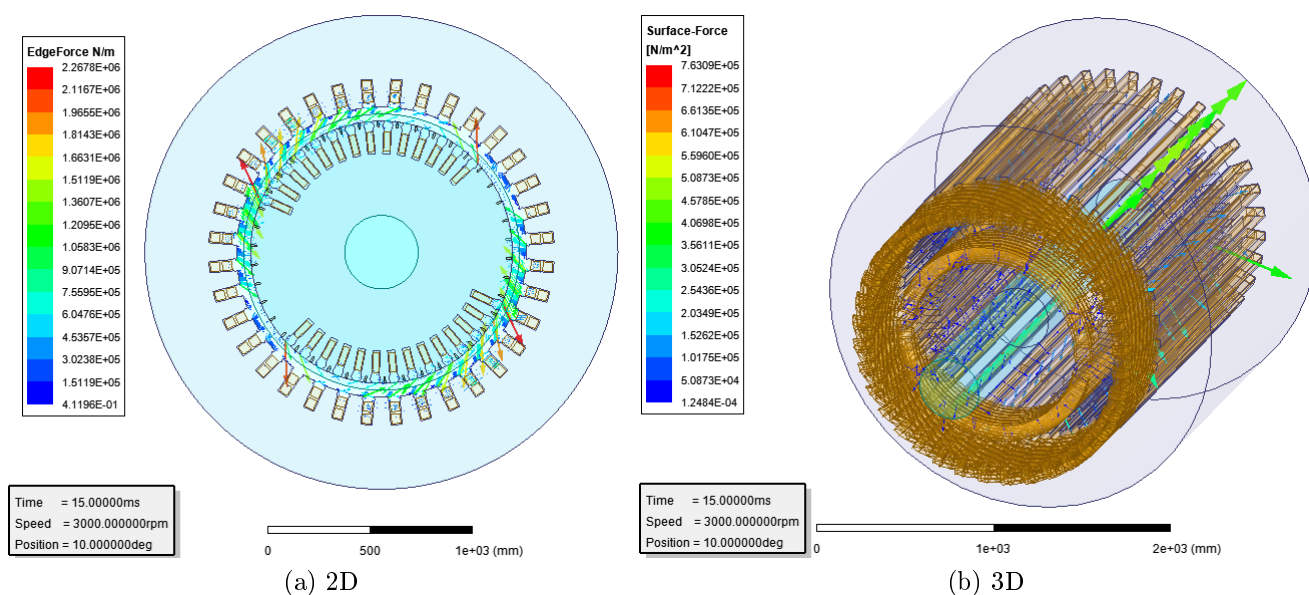 EdgeForce N/m
2.2678E+06
2.1167E+06
1.9655E+06
1.8143E+06
1.6631E+06
1.5119E+06
1.3607E+06
1.2095E+06
1.0583E+06
9.0714E+05
7.5595E+05
6.0476E+05
4.5357E+05
3.0238E+05
1.5119E+05
4.1196E-01
Time = 15.00000ms
Speed = 3000.000000rpm
Position = 10.000000deg
0 500 1e+03 (mm)
(a) 2D
Surface-Force
[N/m^2]
7.6309E+05
7.1222E+05
6.6135E+05
6.1047E+05
5.5960E+05
5.0873E+05
4.5785E+05
4.0698E+05
3.5611E+05
3.0524E+05
2.5436E+05
2.0349E+05
1.5262E+05
1.0175E+05
5.0873E+04
1.2484E-04
Time = 15.00000ms
Speed = 3000.000000rpm
Position = 10.000000deg
0 1e+03 2e+03 (mm)
(b) 3D